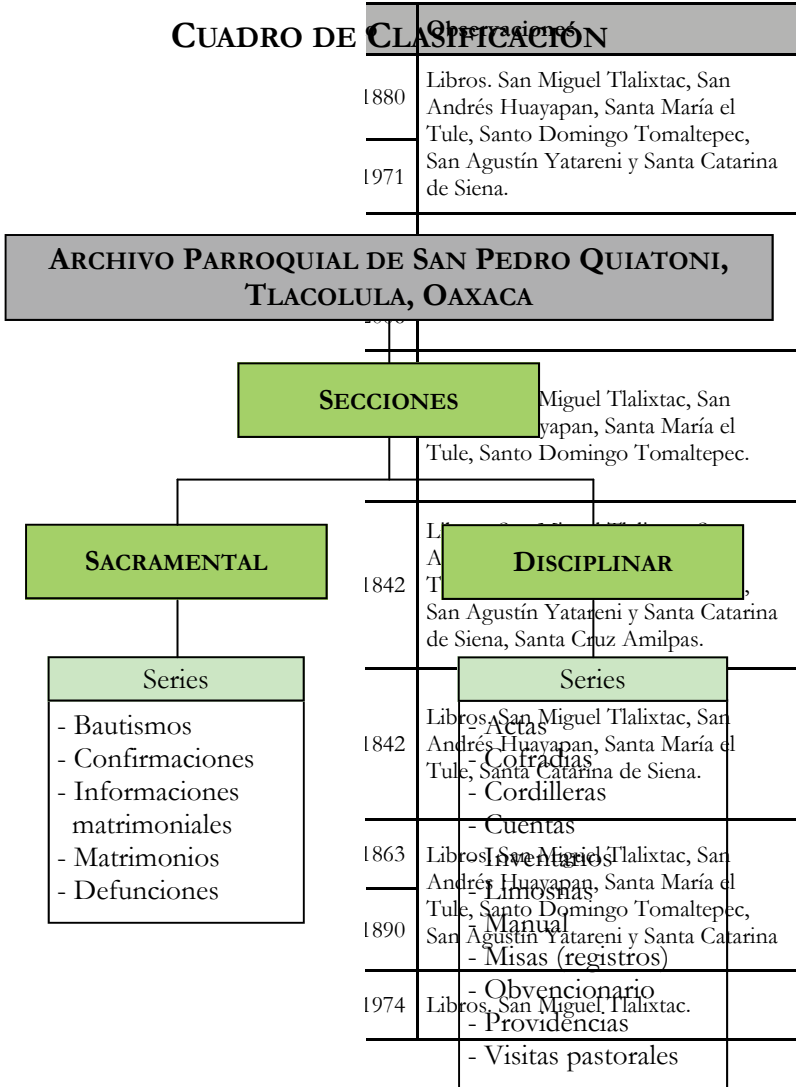 CUADRO DE CLASIFICACIÓN
Observaciones
1880
Libros. San Miguel Tlalixtac, San
Andrés Huayapan, Santa María el
Tule, Santo Domingo Tomaltepec,
1971
San Agustín Yatareni y Santa Catarina
de Siena.
ARCHIVO PARROQUIAL DE SAN PEDRO QUIATONI,
TLACOLULA, OAXACA
SECCIONES
Miguel Tlalixtac, San
yapan, Santa María el
Tule, Santo Domingo Tomaltepec.
SACRAMENTAL
DISCIPLINAR
1842
San Agustín Yatareni y Santa Catarina
de Siena, Santa Cruz Amilpas.
Series
- Bautismos
- Confirmaciones
- Informaciones
matrimoniales
- Matrimonios
- Defunciones
Series
- Actas
- Cofradías
- Cordilleras
- Cuentas
- Inventarios
- Limosnas
- Manual
- Misas (registros)
- Obvencionario
- Providencias
- Visitas pastorales
1842
Libros. San Miguel Tlalixtac, San
Andrés Huayapan, Santa María el
Tule, Santa Catarina de Siena.
1863
Libros. San Miguel Tlalixtac, San
Andrés Huayapan, Santa María el
Tule, Santo Domingo Tomaltepec,
1890
San Agustín Yatareni y Santa Catarina
1974
Libros. San Miguel Tlalixtac.